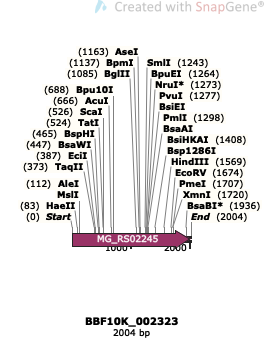 Created with SnapGene®
(1163) AseI
(1137) BpmI
(1085) BglII
(688) Bpu10I
(666) AcuI
(526) ScaI
(524) TatI
(465) BspHI
(447) BsaWI
(387) EciI
(373) TaqII
(112) AleI
MslI
(83) HaeII
(0) Start
SmlI (1243)
BpuEI (1264)
NruI* (1273)
PvuI (1277)
BsiEI
PmlI (1298)
BsaAI
BsiHKAI (1408)
Bsp1286I
HindIII (1569)
EcoRV (1674)
PmeI (1707)
XmnI (1720)
BsaBI* (1936)
End (2004)
MG_RS02245
1000
2000
BBF10K_002323
2004 bp